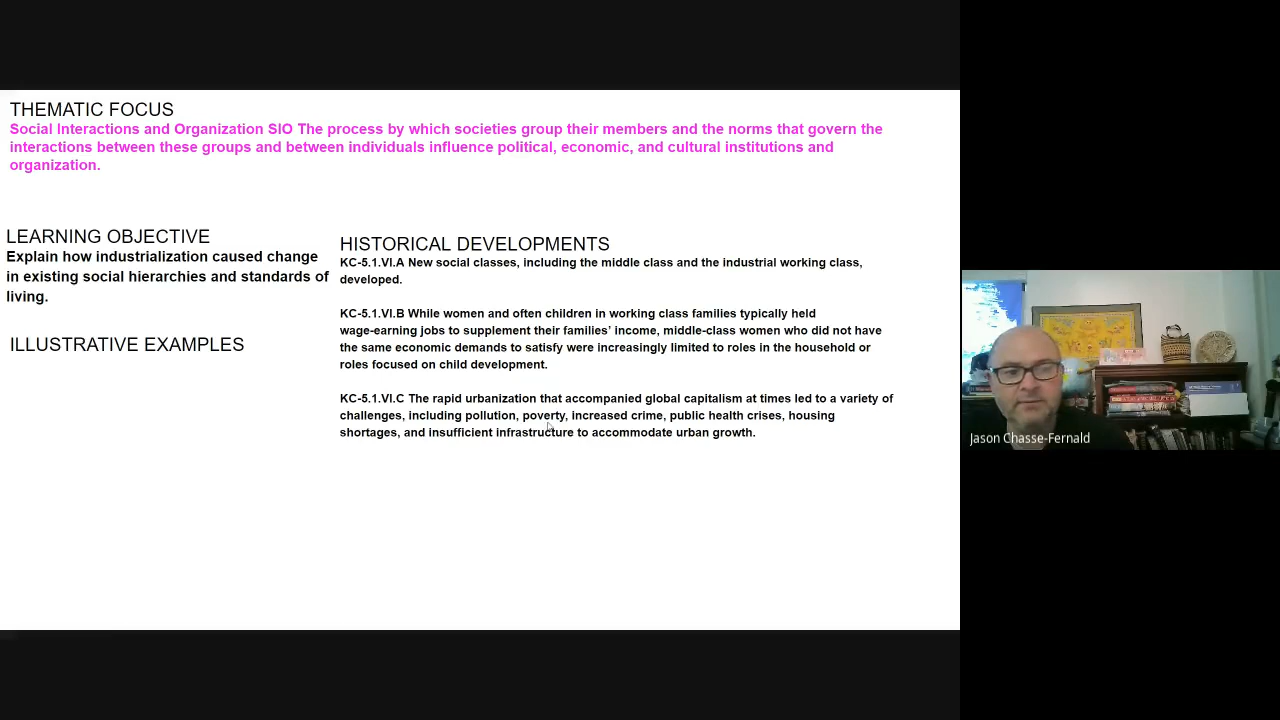 THEMATIC FOCUS
Social Interactions and Organization SIO The process by which societies group their members and the norms that govern the
interactions between these groups and between individuals influence political, economic, and cultural institutions and
organization.
LEARNING OBJECTIVE
Explain how industrialization caused change
in existing social hierarchies and standards of
living.
ILLUSTRATIVE EXAMPLES
HISTORICAL DEVELOPMENTS
KC-5.1.VI.A New social classes, including the middle class and the industrial working class,
developed.
KC-5.1.VI.B While women and often children in working class families typically held
wage-earning jobs to supplement their families’ income, middle-class women who did not have
the same economic demands to satisfy were increasingly limited to roles in the household or
roles focused on child development.
KC-5.1.VI.C The rapid urbanization that accompanied global capitalism at times led to a variety of
challenges, including pollution, poverty, increased crime, public health crises, housing
shortages, and insufficient infrastructure to accommodate urban growth.
Jason Chasse-Fernald